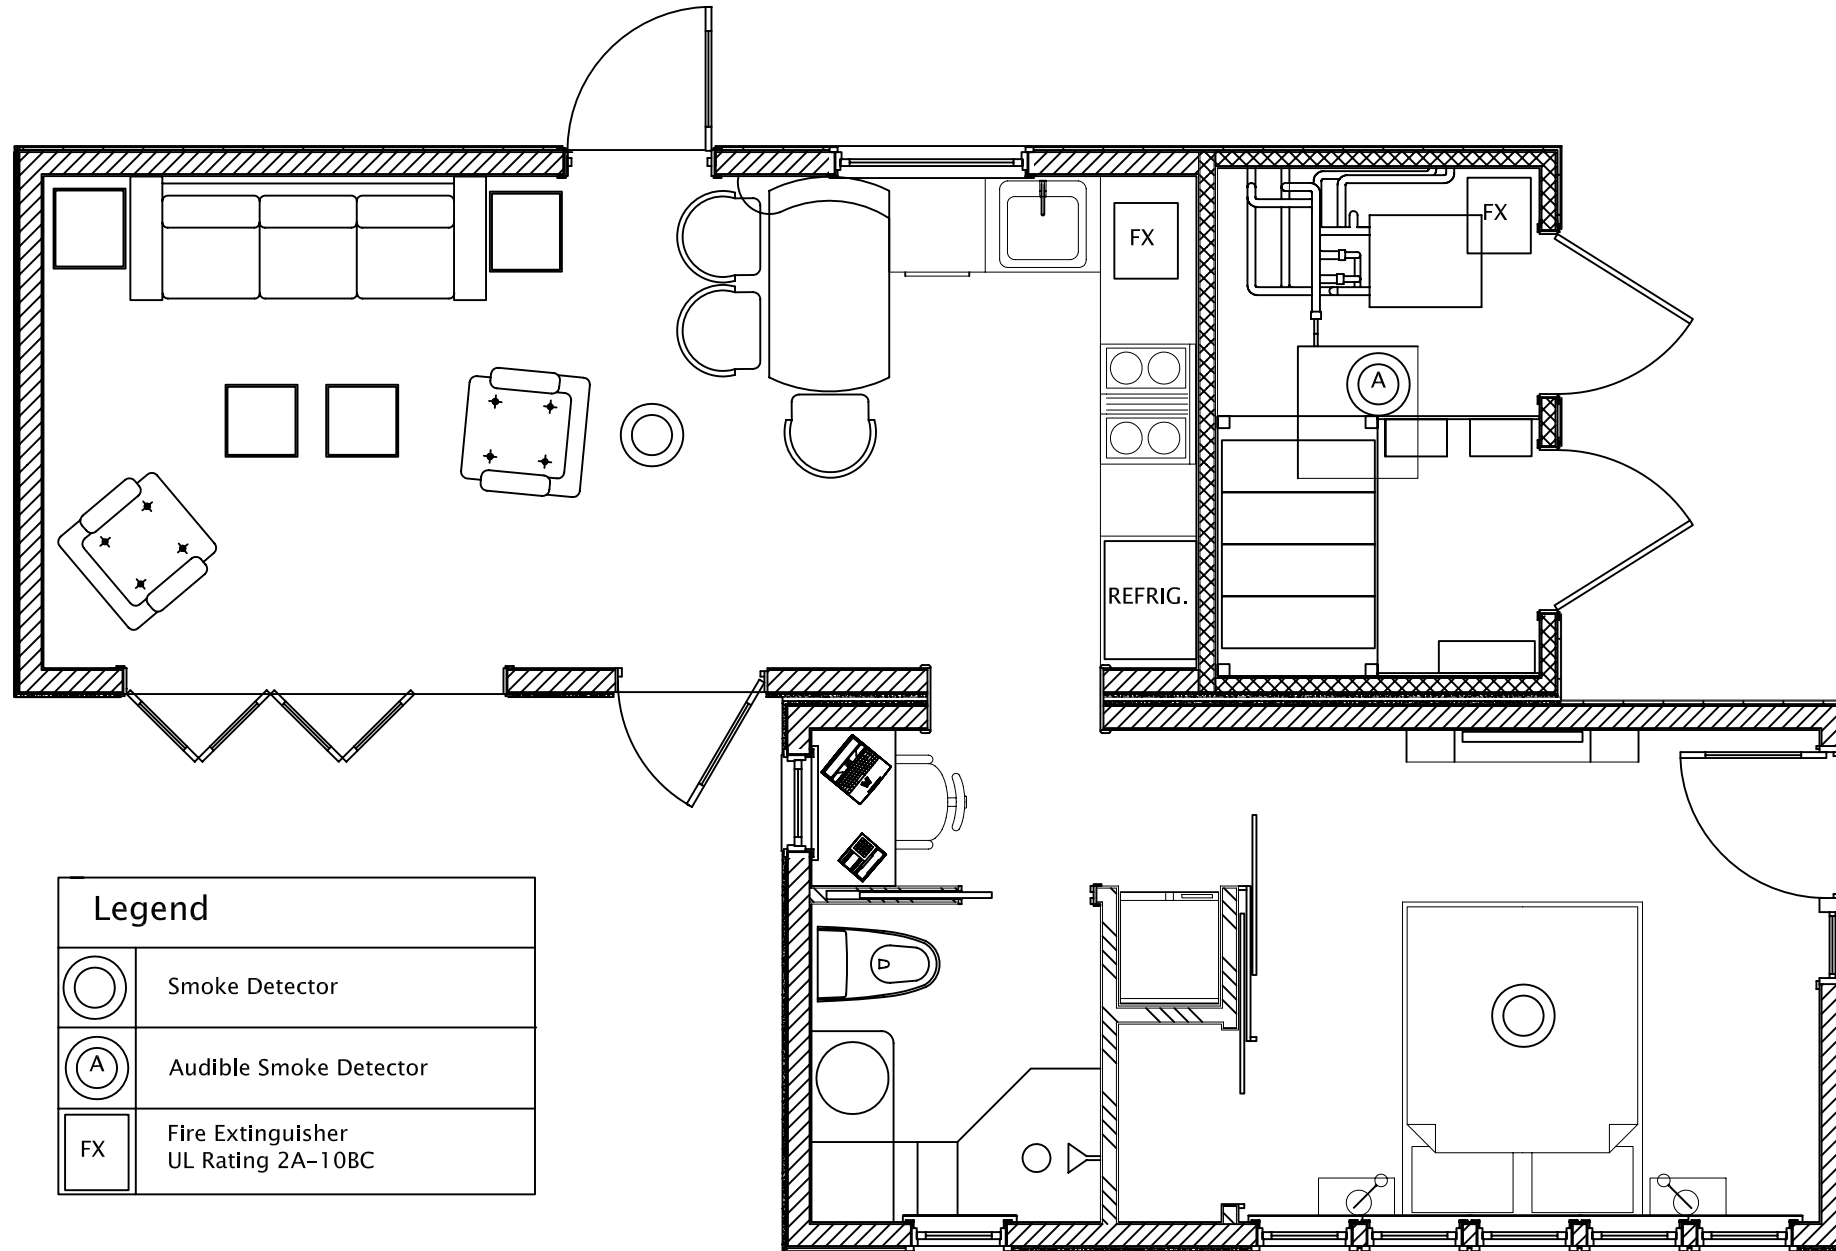 FX
FX
A
REFRIG.
Legend
Smoke Detector
A
Audible Smoke Detector
FX
Fire Extinguisher
UL Rating 2A-10BC